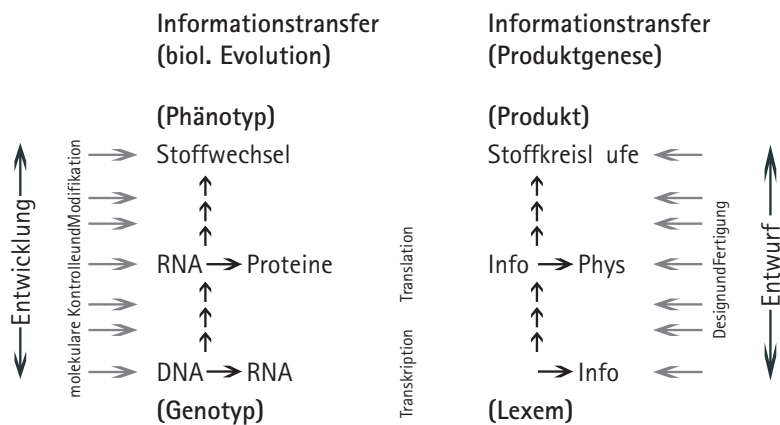 Informationstransfer
(biol. Evolution)
Informationstransfer
(Produktgenese)
(Phänotyp)
(Produkt)
Stoffwechsel
Stoffkreisl ufe
Entwicklung
molekulare KontrolleundModifikation
RNA → Proteine
Translation
Info → Phys
DesignundFertigung
Entwurf
DNA → RNA
Transkription
→ Info
(Genotyp)
(Lexem)